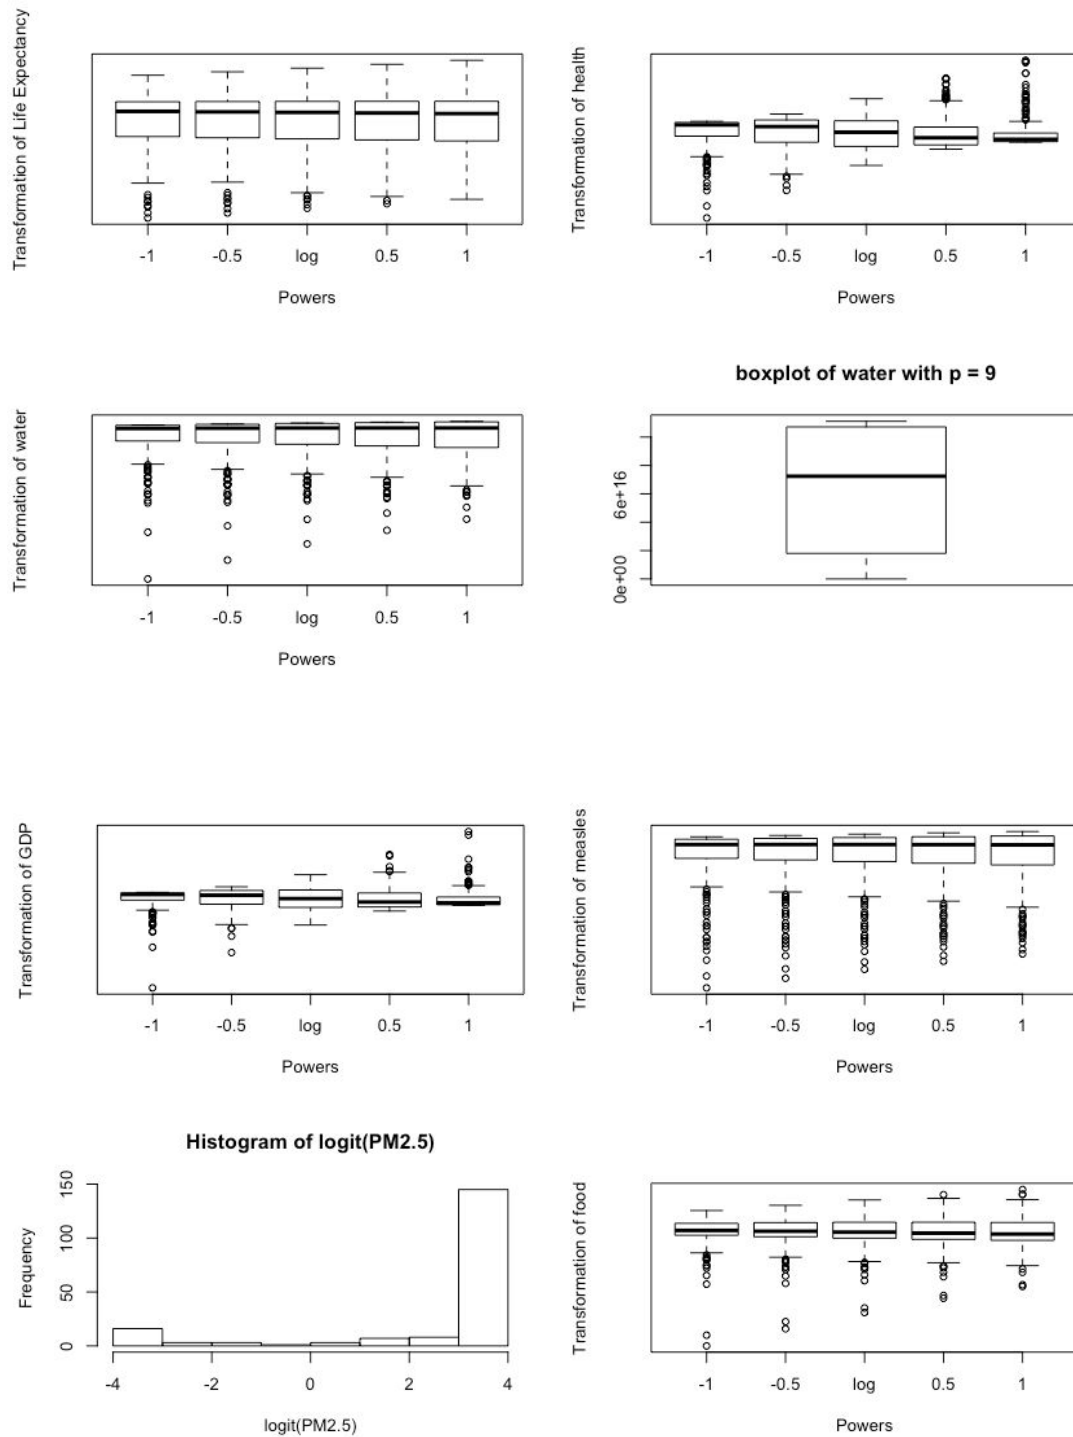 Transformation of Life Expectancy
-1 -0.5 log 0.5 1
Powers
Transformation of health
-1 -0.5 log 0.5 1
Powers
Transformation of water
-1 -0.5 log 0.5 1
Powers
boxplot of water with p = 9
6e+16
0e+00
Transformation of GDP
-1 -0.5 log 0.5 1
Powers
Transformation of measles
-1 -0.5 log 0.5 1
Powers
Histogram of logit(PM2.5)
Frequency
150
100
50
0
-4 -2 0 2 4
logit(PM2.5)
Transformation of food
-1 -0.5 log 0.5 1
Powers